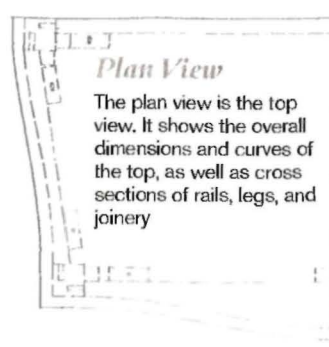 Plan View
The plan view is the top
view. It shows the overall
dimensions and curves of
the top, as well as cross
sections of rails, legs, and
joinery